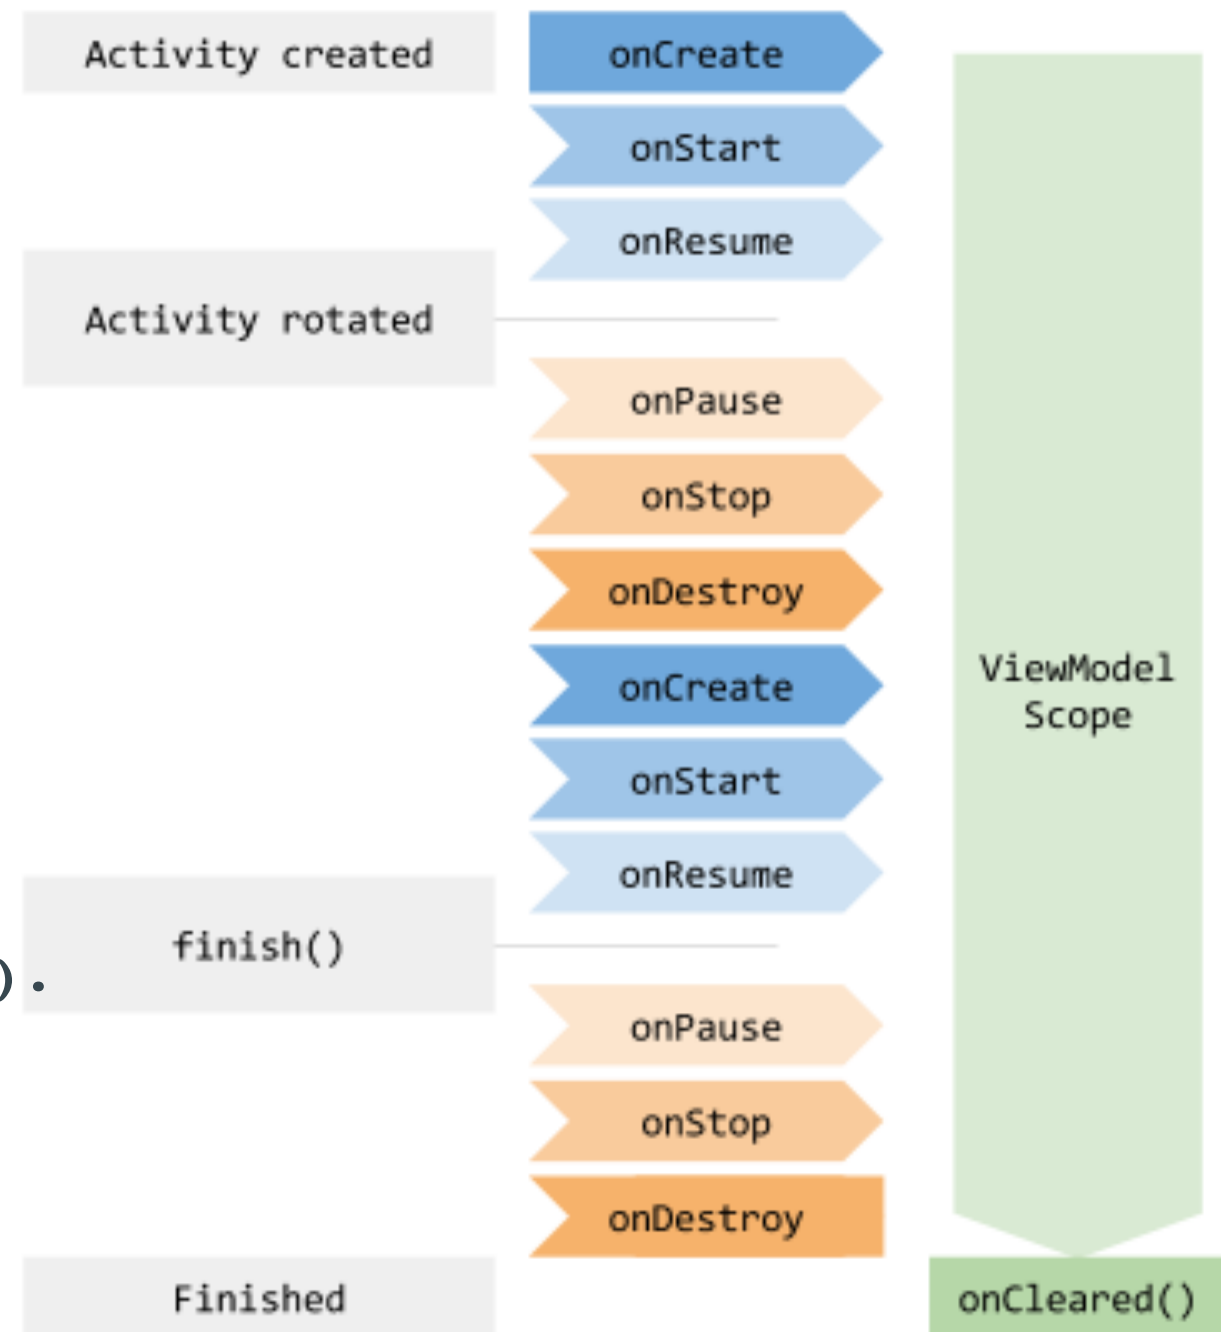 Activity created
onCreate
onStart
onResume
Activity rotated
onPause
onStop
onDestroy
onCreate
ViewModel
Scope
onStart
onResume
finish()
).
onPause
onStop
onDestroy
Finished
onCleared()